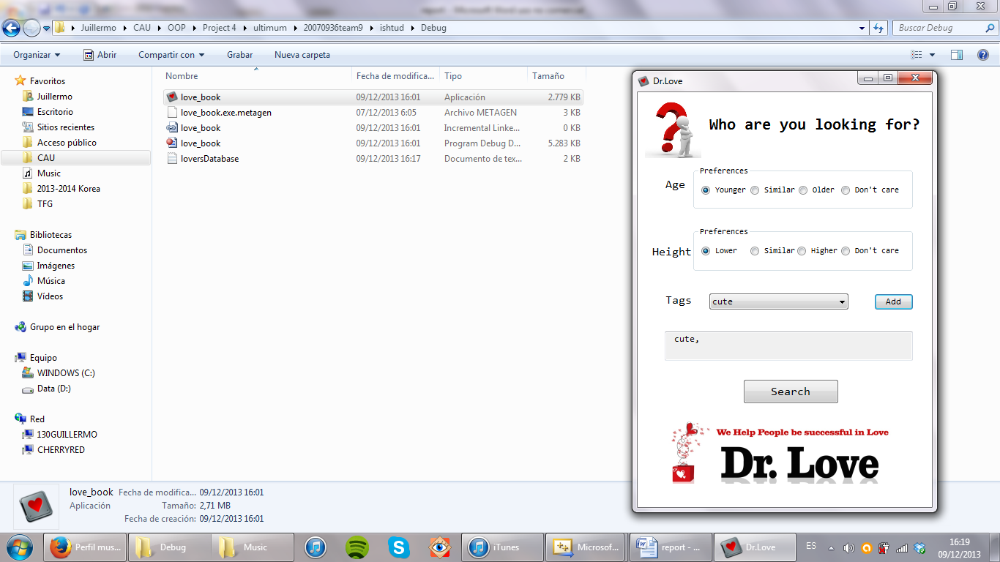 report - Microsoft Word uso no comercial
Juillermo CAU OOP Project 4 ultimum 20070936team9 ishtud Debug
Buscar Debug
Organizar Abrir Compartir con Grabar Nueva carpeta
Nombre Fecha de modifica... Tipo Tamaño
Favoritos
Juillermo
Escritorio
Sitios recientes
Acceso público
CAU
Music
2013-2014 Korea
TFG
Bibliotecas
Documentos
Imágenes
Música
Vídeos
Grupo en el hogar
Equipo
WINDOWS (C:)
Data (D:)
Red
130GUILLERMO
CHERRYRED
love_book 09/12/2013 16:01 Aplicación 2.779 KB
love_book.exe.metagen 07/12/2013 6:05 Archivo METAGEN 3 KB
love_book 09/12/2013 16:01 Incremental Linke... 0 KB
love_book 09/12/2013 16:01 Program Debug D... 5.283 KB
loversDatabase 09/12/2013 16:17 Documento de tex... 2 KB
Dr.Love
Who are you looking for?
Preferences
Age Younger Similar Older Don't care
Preferences
Height Lower Similar Higher Don't care
Tags cute Add
cute,
Search
We Help People be successful in Love
Dr. Love
love_book Fecha de modifica... 09/12/2013 16:01
Aplicación Tamaño: 2,71 MB
Fecha de creación: 09/12/2013 16:01
Perfil mus... Debug Music iTunes Microsof... report - ... Dr.Love ES 16:19
09/12/2013